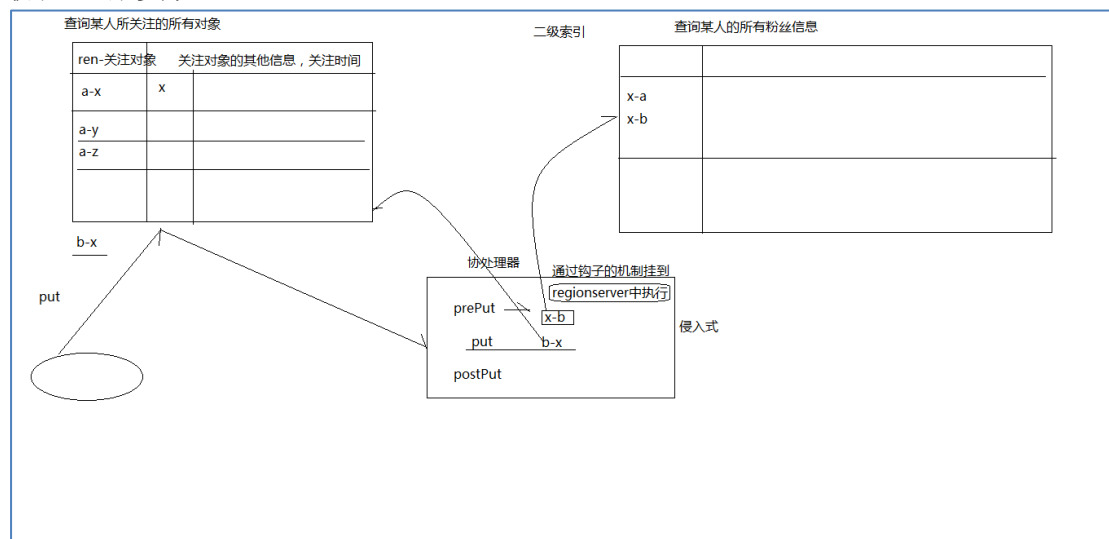 查询某人所关注的所有对象
二级索引
查询某人的所有粉丝信息
ren-关注对象
关注对象的其他信息，关注时间
a-x
x
a-y
a-z
x-a
x-b
b-x
put
协处理器
通过钩子的机制挂到
regionserver中执行
prePut
x-b
put
b-x
postPut
侵入式